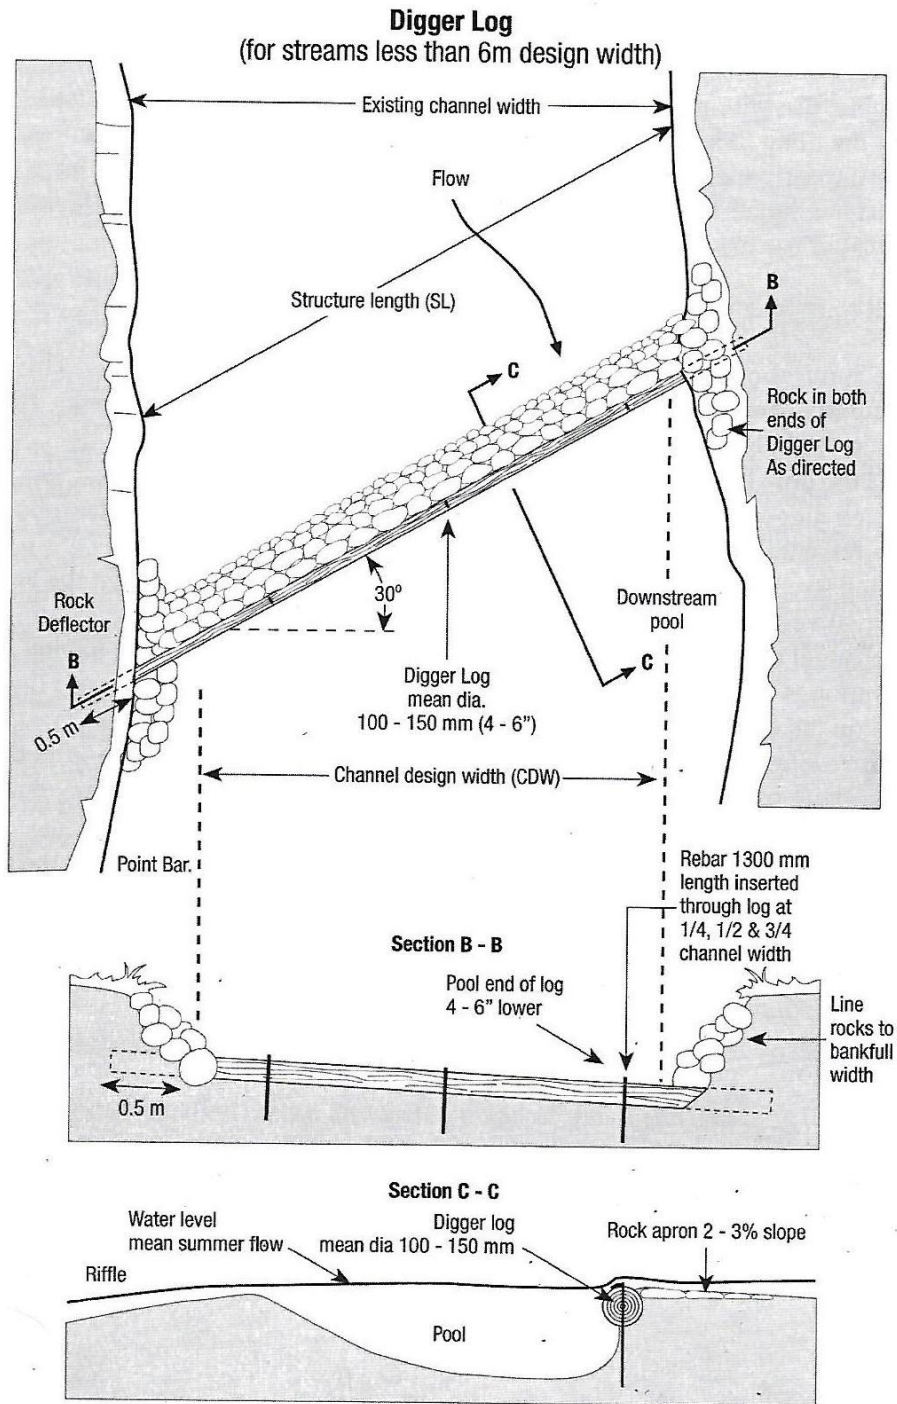 Digger Log
(for streams less than 6m design width)
Existing channel width
Flow
Structure length (SL)
B
C
Rock in both
ends of
Digger Log
As directed
30º
Rock
Deflector
B
0.5 m
Downstream
pool
C
Digger Log
mean dia.
100 - 150 mm (4 - 6")
Channel design width (CDW)
Point Bar.
Rebar 1300 mm
length inserted
through log at
1/4, 1/2 & 3/4
channel width
Section B - B
Pool end of log
4 - 6" lower
Line
rocks to
bankfull
width
0.5 m
Section C - C
Water level
mean summer flow
Digger log
mean dia 100 - 150 mm
Rock apron 2 - 3% slope
Riffle
Pool